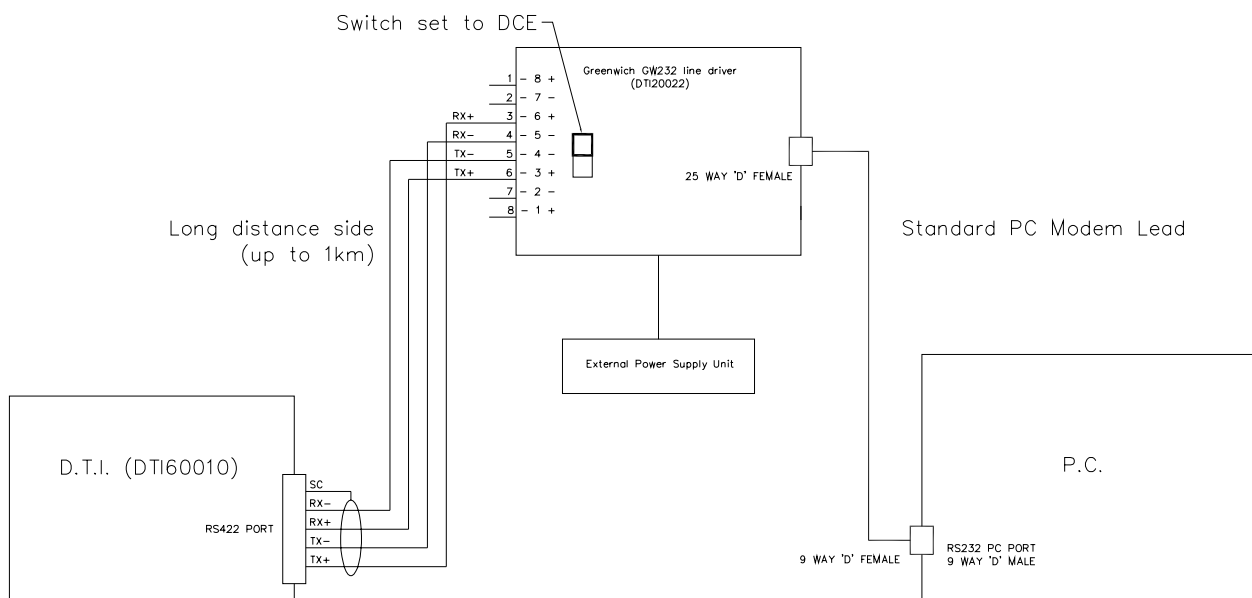 Switch set to DCE
Greenwich GW232 line driver
(DTI20022)
1 - 8 +
2 - 7 -
RX+ 3 - 6 +
RX- 4 - 5 -
TX- 5 - 4 -
TX+ 6 - 3 +
7 - 2 -
8 - 1 +
25 WAY 'D' FEMALE
Long distance side
(up to 1km)
Standard PC Modem Lead
External Power Supply Unit
D.T.I. (DTI60010)
RS422 PORT
SC
RX-
RX+
TX-
TX+
P.C.
9 WAY 'D' FEMALE
RS232 PC PORT
9 WAY 'D' MALE